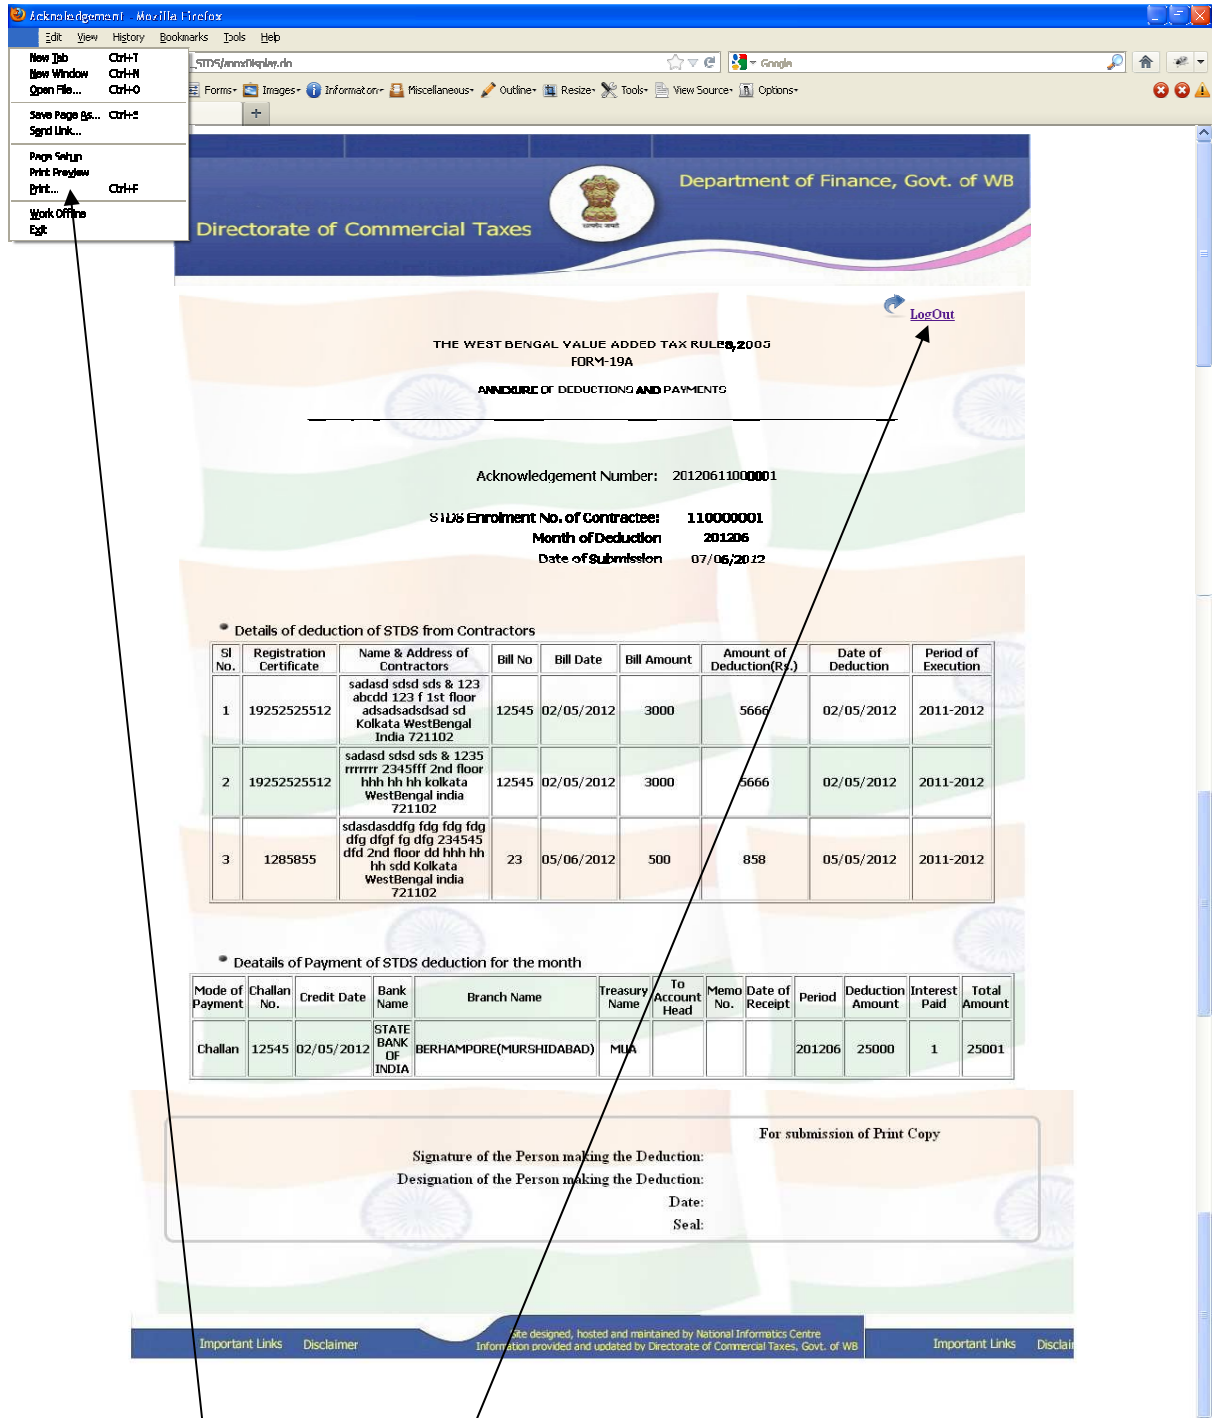 Acknoledgement - Mozilla Firefox
Edit View History Bookmarks Tools Help
New Tab Ctrl+T
New Window Ctrl+N
Open File... Ctrl+O
Save Page As... Ctrl+S
Send Link...
Page Setup
Print Preview
Print... Ctrl+P
Work Offline
Exit
_STDS/annxDisplay.do
Google
Forms Images Information Miscellaneous Outline Resize Tools View Source Options
Department of Finance, Govt. of WB
Directorate of Commercial Taxes
LogOut
THE WEST BENGAL VALUE ADDED TAX RULES,2005
FORM-19A
ANNEXURE OF DEDUCTIONS AND PAYMENTS
Acknowledgement Number: 20120611000001
STDS Enrolment No. of Contractee: 110000001
Month of Deduction 201206
Date of Submission 07/06/2012
Details of deduction of STDS from Contractors
Sl No. Registration Certificate Name & Address of Contractors Bill No Bill Date Bill Amount Amount of Deduction(Rs.) Date of Deduction Period of Execution
1 19252525512 sadasd sdsd sds & 123 abcdd 123 f 1st floor adsadsadsdsad sd Kolkata WestBengal India 721102 12545 02/05/2012 3000 5666 02/05/2012 2011-2012
2 19252525512 sadasd sdsd sds & 1235 rrrrrrr 2345fff 2nd floor hhh hh hh kolkata WestBengal india 721102 12545 02/05/2012 3000 5666 02/05/2012 2011-2012
3 1285855 sdasdasddfg fdg fdg fdg dfg dfgf fg dfg 234545 dfd 2nd floor dd hhh hh hh sdd Kolkata WestBengal india 721102 23 05/06/2012 500 858 05/05/2012 2011-2012
Deatails of Payment of STDS deduction for the month
Mode of Payment Challan No. Credit Date Bank Name Branch Name Treasury Name To Account Head Memo No. Date of Receipt Period Deduction Amount Interest Paid Total Amount
Challan 12545 02/05/2012 STATE BANK OF INDIA BERHAMPORE(MURSHIDABAD) MUA 201206 25000 1 25001
For submission of Print Copy
Signature of the Person making the Deduction:
Designation of the Person making the Deduction:
Date:
Seal:
Important Links Disclaimer
Site designed, hosted and maintained by National Informatics Centre
Information provided and updated by Directorate of Commercial Taxes, Govt. of WB
Important Links Disclai